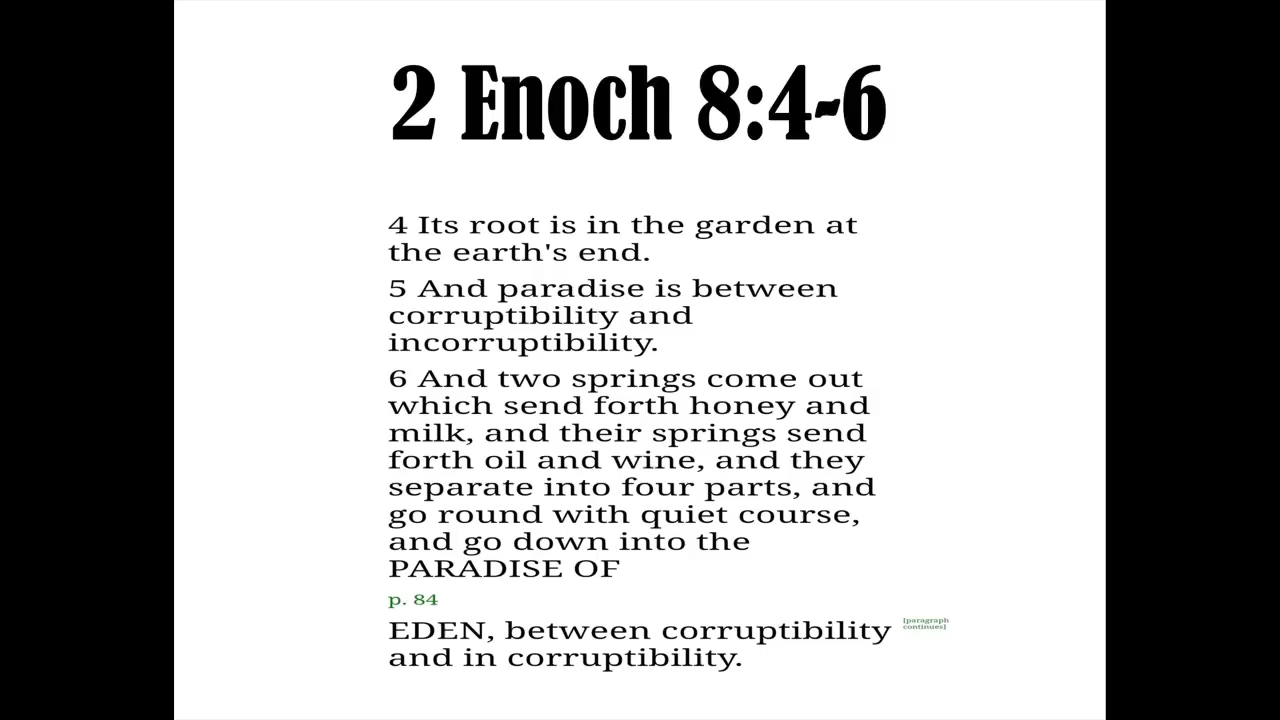 2 Enoch 8:4-6
4 Its root is in the garden at
the earth's end.
5 And paradise is between
corruptibility and
incorruptibility.
6 And two springs come out
which send forth honey and
milk, and their springs send
forth oil and wine, and they
separate into four parts, and
go round with quiet course,
and go down into the
PARADISE OF
p. 84
EDEN, between corruptibility
[paragraph
continues]
and in corruptibility.